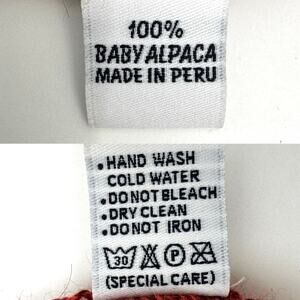 100%
BABY ALPACA
MADE IN PERU
• HAND WASH
COLD WATER
• DO NOT BLEACH
• DRY CLEAN
• DO NOT IRON
30 P
(SPECIAL CARE)